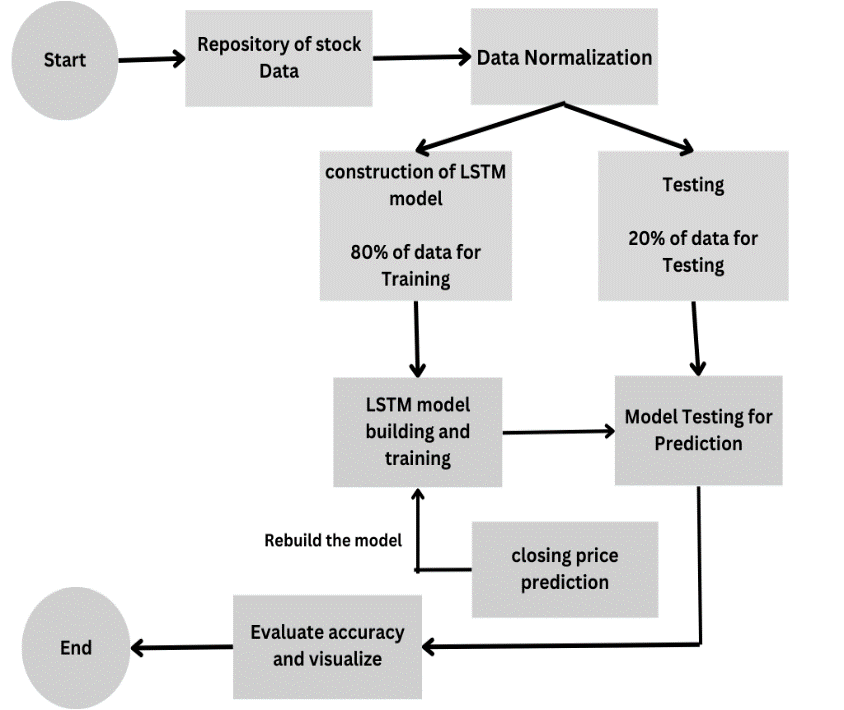 Start
Repository of stock
Data
Data Normalization
construction of LSTM
model
80% of data for
Training
Testing
20% of data for
Testing
LSTM model
building and
training
Model Testing for
Prediction
Rebuild the model
closing price
prediction
Evaluate accuracy
and visualize
End